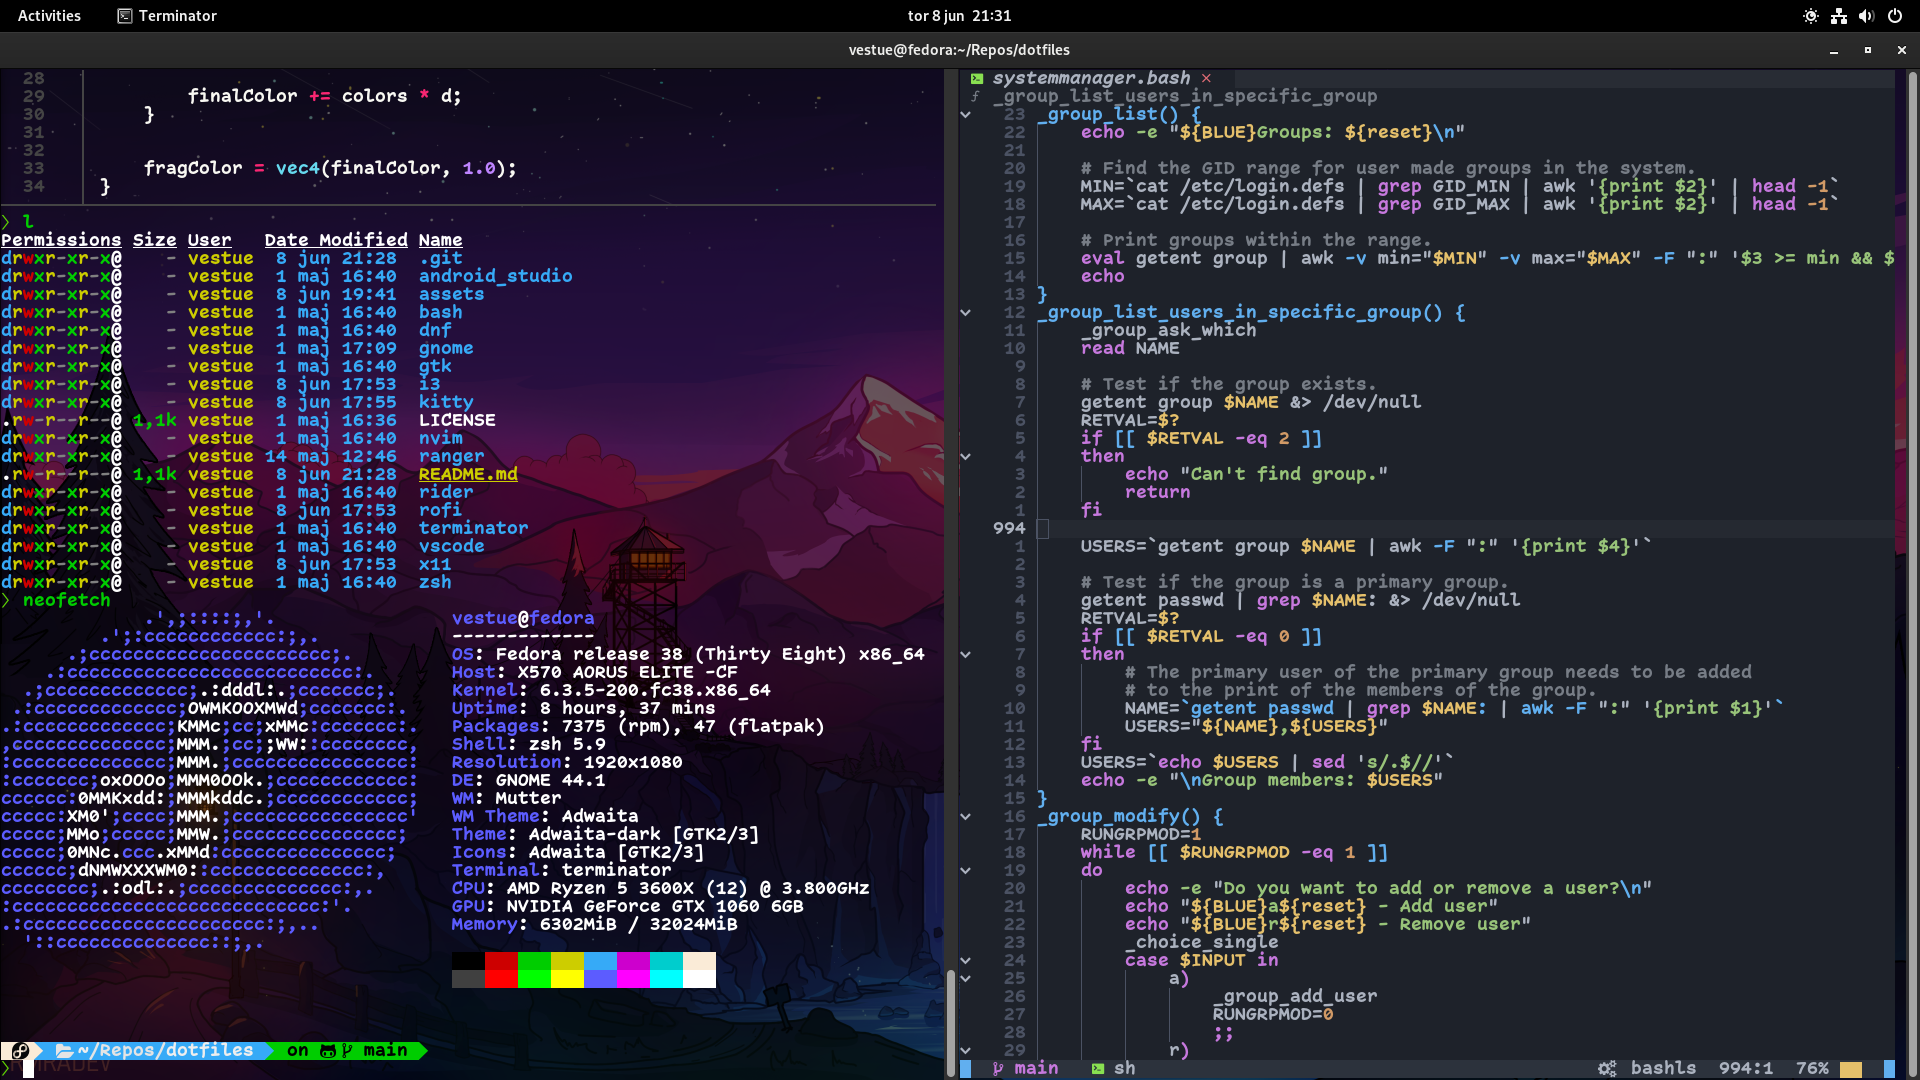 Activities Terminator tor 8 jun 21:31
vestue@fedora:~/Repos/dotfiles
28
29 finalColor += colors * d;
30 }
31
32
33 fragColor = vec4(finalColor, 1.0);
34 }
❯ l
Permissions Size User Date Modified Name
drwxr-xr-x@ - vestue 8 jun 21:28 .git
drwxr-xr-x@ - vestue 1 maj 16:40 android_studio
drwxr-xr-x@ - vestue 8 jun 19:41 assets
drwxr-xr-x@ - vestue 1 maj 16:40 bash
drwxr-xr-x@ - vestue 1 maj 16:40 dnf
drwxr-xr-x@ - vestue 1 maj 17:09 gnome
drwxr-xr-x@ - vestue 1 maj 16:40 gtk
drwxr-xr-x@ - vestue 8 jun 17:53 i3
drwxr-xr-x@ - vestue 8 jun 17:55 kitty
.rw-r--r--@ 1,1k vestue 1 maj 16:36 LICENSE
drwxr-xr-x@ - vestue 1 maj 16:40 nvim
drwxr-xr-x@ - vestue 14 maj 12:46 ranger
.rw-r--r--@ 1,1k vestue 8 jun 21:28 README.md
drwxr-xr-x@ - vestue 1 maj 16:40 rider
drwxr-xr-x@ - vestue 8 jun 17:53 rofi
drwxr-xr-x@ - vestue 1 maj 16:40 terminator
drwxr-xr-x@ - vestue 1 maj 16:40 vscode
drwxr-xr-x@ - vestue 8 jun 17:53 x11
drwxr-xr-x@ - vestue 1 maj 16:40 zsh
❯ neofetch
vestue@fedora
-------------
OS: Fedora release 38 (Thirty Eight) x86_64
Host: X570 AORUS ELITE -CF
Kernel: 6.3.5-200.fc38.x86_64
Uptime: 8 hours, 37 mins
Packages: 7375 (rpm), 47 (flatpak)
Shell: zsh 5.9
Resolution: 1920x1080
DE: GNOME 44.1
WM: Mutter
WM Theme: Adwaita
Theme: Adwaita-dark [GTK2/3]
Icons: Adwaita [GTK2/3]
Terminal: terminator
CPU: AMD Ryzen 5 3600X (12) @ 3.800GHz
GPU: NVIDIA GeForce GTX 1060 6GB
Memory: 6302MiB / 32024MiB
~/Repos/dotfiles on main
❯
systemmanager.bash ×
f _group_list_users_in_specific_group
23 _group_list() {
22 echo -e "${BLUE}Groups: ${reset}\n"
21
20 # Find the GID range for user made groups in the system.
19 MIN=`cat /etc/login.defs | grep GID_MIN | awk '{print $2}' | head -1`
18 MAX=`cat /etc/login.defs | grep GID_MAX | awk '{print $2}' | head -1`
17
16 # Print groups within the range.
15 eval getent group | awk -v min="$MIN" -v max="$MAX" -F ":" '$3 >= min && $
14 echo
13 }
12 _group_list_users_in_specific_group() {
11 _group_ask_which
10 read NAME
9
8 # Test if the group exists.
7 getent group $NAME &> /dev/null
6 RETVAL=$?
5 if [[ $RETVAL -eq 2 ]]
4 then
3 echo "Can't find group."
2 return
1 fi
994
1 USERS=`getent group $NAME | awk -F ":" '{print $4}'`
2
3 # Test if the group is a primary group.
4 getent passwd | grep $NAME: &> /dev/null
5 RETVAL=$?
6 if [[ $RETVAL -eq 0 ]]
7 then
8 # The primary user of the primary group needs to be added
9 # to the print of the members of the group.
10 NAME=`getent passwd | grep $NAME: | awk -F ":" '{print $1}'`
11 USERS="${NAME},${USERS}"
12 fi
13 USERS=`echo $USERS | sed 's/.$//'`
14 echo -e "\nGroup members: $USERS"
15 }
16 _group_modify() {
17 RUNGRPMOD=1
18 while [[ $RUNGRPMOD -eq 1 ]]
19 do
20 echo -e "Do you want to add or remove a user?\n"
21 echo "${BLUE}a${reset} - Add user"
22 echo "${BLUE}r${reset} - Remove user"
23 _choice_single
24 case $INPUT in
25 a)
26 _group_add_user
27 RUNGRPMOD=0
28 ;;
29 r)
main sh bashls 994:1 76%